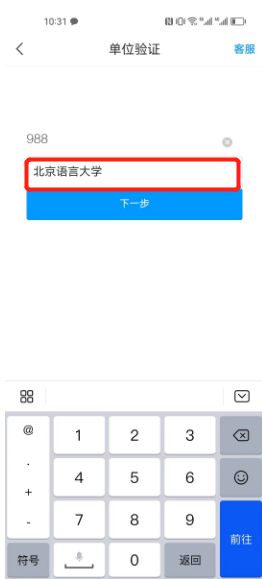 10:31
单位验证
客服
988
北京语言大学
下一步
@ 1 2 3
. 4 5 6
+
- 7 8 9
前往
符号 0 返回